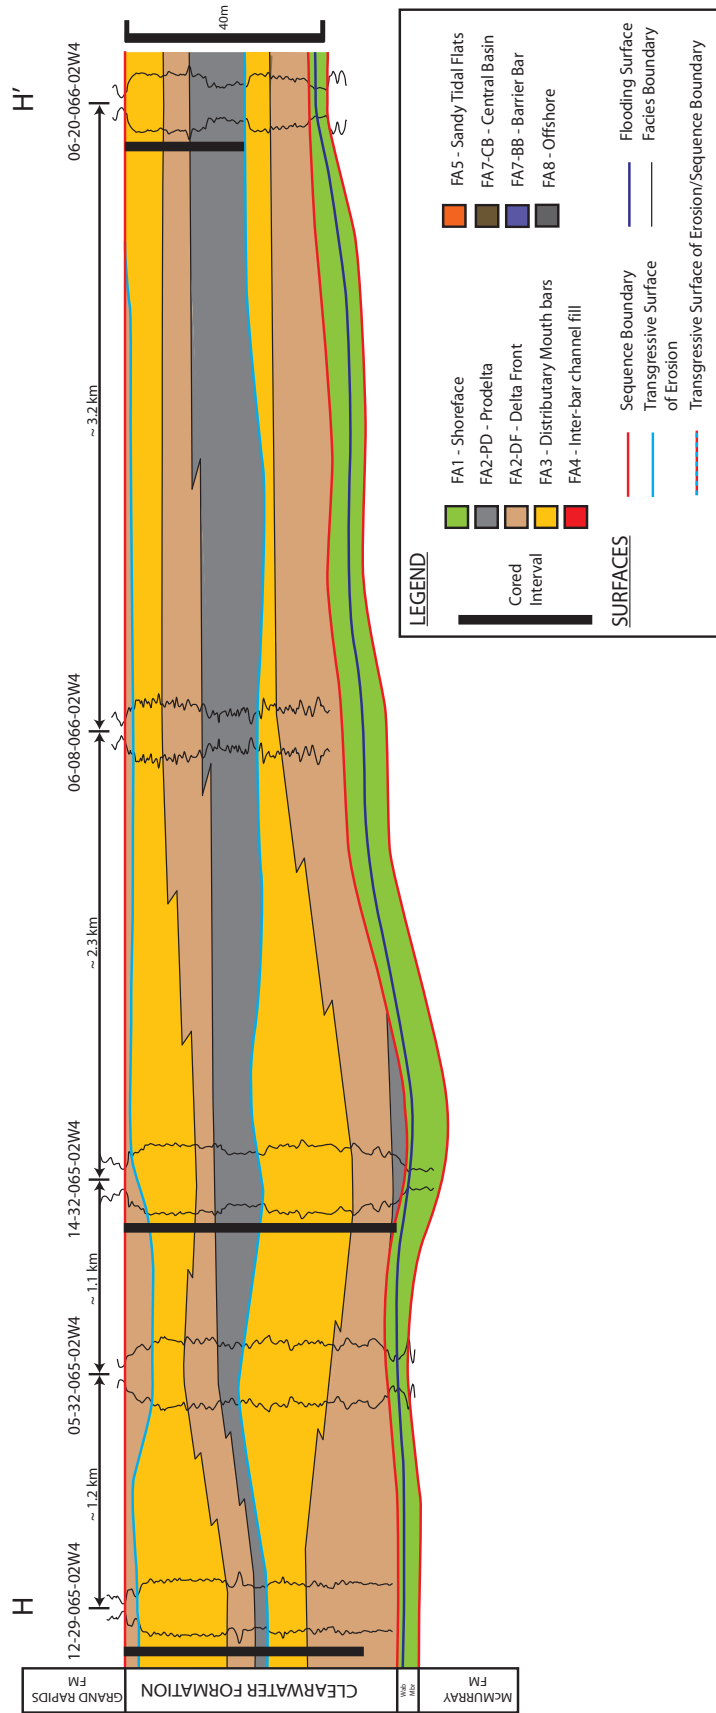 H
H'
12-29-065-02W4
05-32-065-02W4
14-32-065-02W4
06-08-066-02W4
06-20-066-02W4
~ 1.2 km
~ 1.1 km
~ 2.3 km
~ 3.2 km
40m
GRAND RAPIDS
FM
CLEARWATER FORMATION
Wab
Mbr
McMURRAY
FM
LEGEND
Cored
Interval
FA1 - Shoreface
FA2-PD - Prodelta
FA2-DF - Delta Front
FA3 - Distributary Mouth bars
FA4 - Inter-bar channel fill
FA5 - Sandy Tidal Flats
FA7-CB - Central Basin
FA7-BB - Barrier Bar
FA8 - Offshore
SURFACES
Sequence Boundary
Transgressive Surface
of Erosion
Flooding Surface
Facies Boundary
Transgressive Surface of Erosion/Sequence Boundary